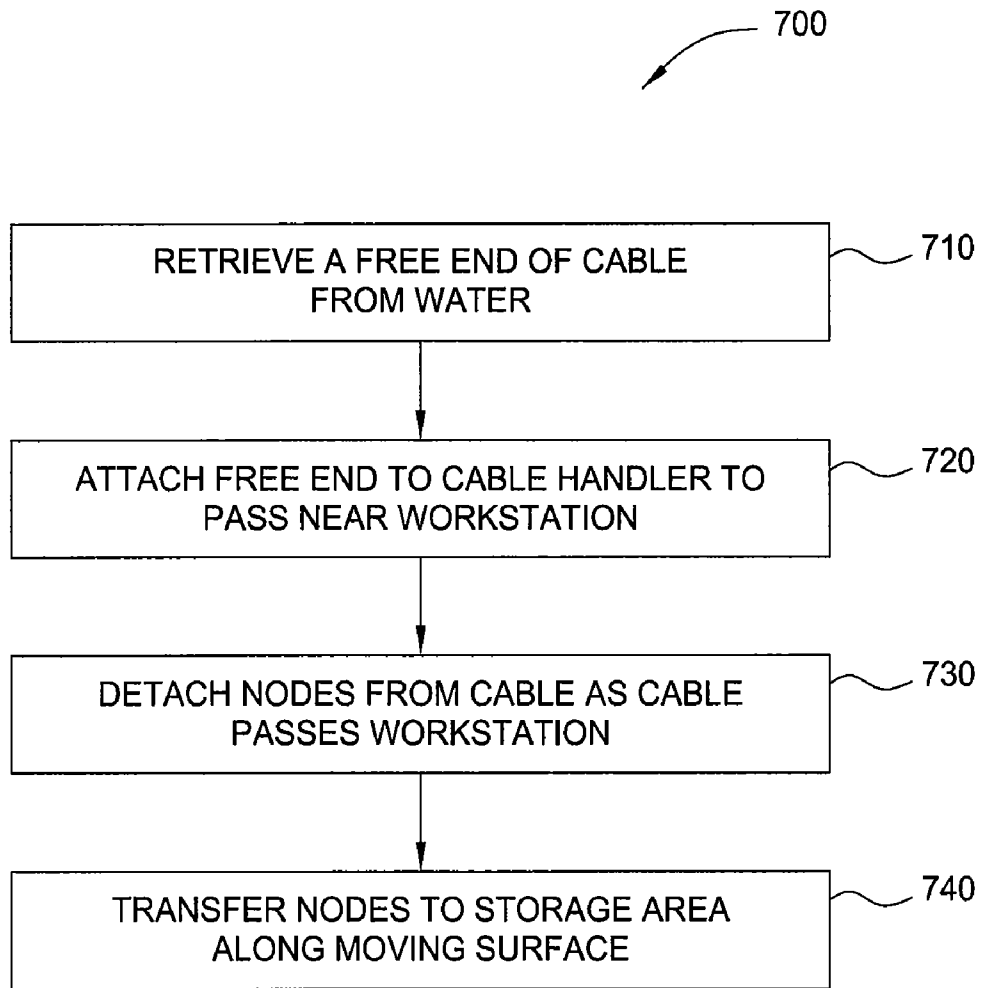 700
RETRIEVE A FREE END OF CABLE
FROM WATER
710
ATTACH FREE END TO CABLE HANDLER TO
PASS NEAR WORKSTATION
720
DETACH NODES FROM CABLE AS CABLE
PASSES WORKSTATION
730
TRANSFER NODES TO STORAGE AREA
ALONG MOVING SURFACE
740